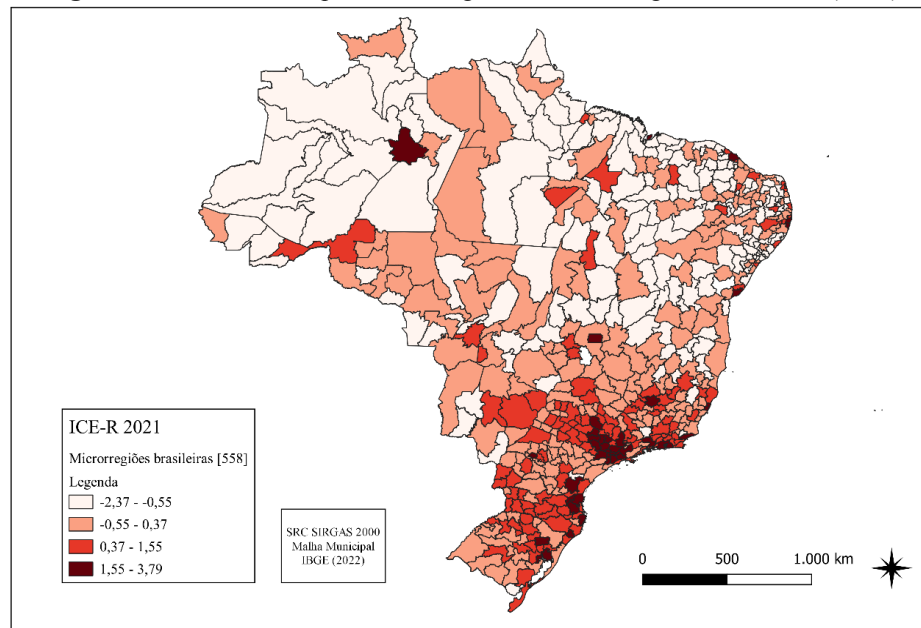 ICE-R 2021
Microrregiões brasileiras [558]
Legenda
-2,37 - -0,55
-0,55 - 0,37
0,37 - 1,55
1,55 - 3,79
SRC SIRGAS 2000
Malha Municipal
IBGE (2022)
0 500 1.000 km